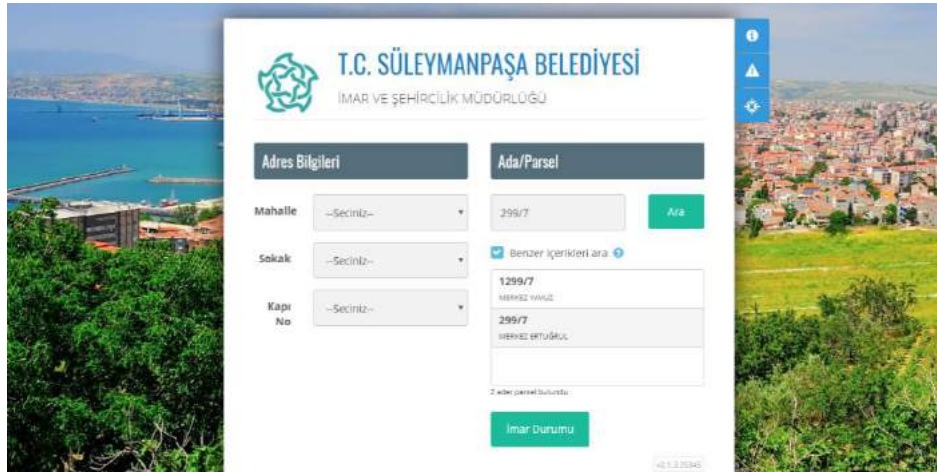 T.C. SÜLEYMANPAŞA BELEDİYESİ
İMAR VE ŞEHİRCİLİK MÜDÜRLÜĞÜ
Adres Bilgileri
Mahalle
--Seciniz--
Sokak
--Seciniz--
Kapı
No
--Seciniz--
Ada/Parsel
299/7
Ara
Benzer içerikleri ara
1299/7
MERKEZ YAVUZ
299/7
MERKEZ ERTUĞRUL
2 adet parsel bulundu
İmar Durumu